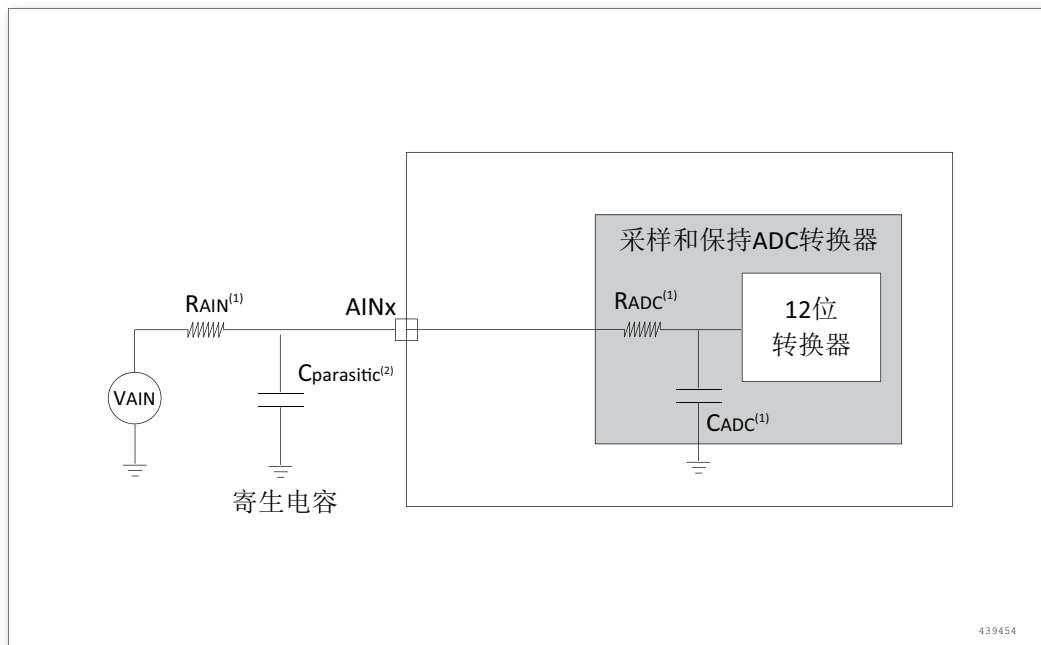 采样和保持ADC转换器
RAIN(1)
AINx
RADC(1)
12位
转换器
Cparasitic(2)
VAIN
CADC(1)
寄生电容
439454